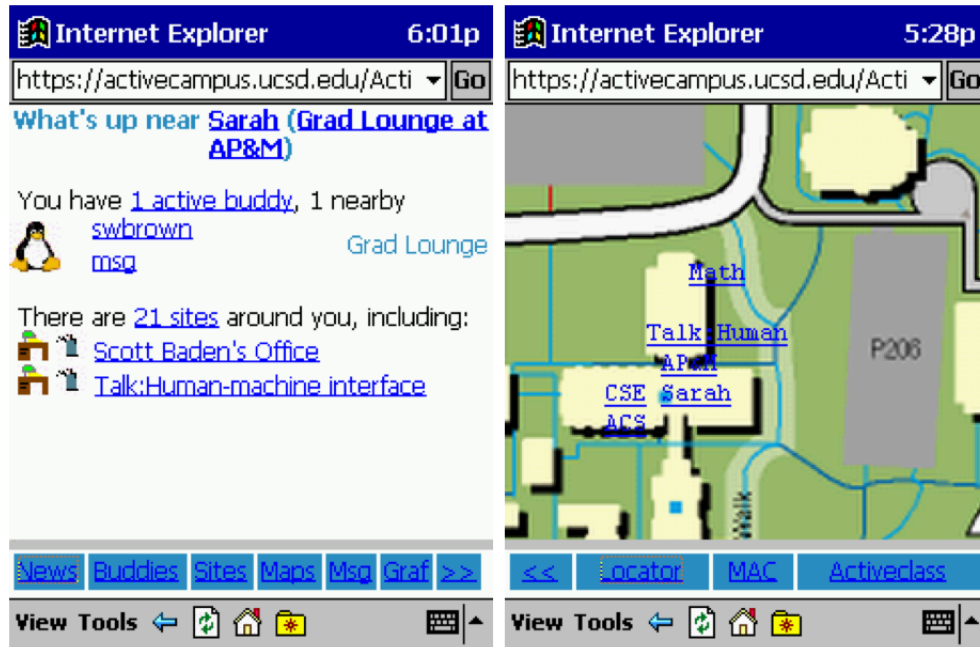 Internet Explorer 6:01p
https://activecampus.ucsd.edu/Acti Go
What's up near Sarah (Grad Lounge at
AP&M)
You have 1 active buddy, 1 nearby
swbrown
Grad Lounge
msg
There are 21 sites around you, including:
Scott Baden's Office
Talk:Human-machine interface
News Buddies Sites Maps Msg Graf >>
View Tools
Internet Explorer 5:28p
https://activecampus.ucsd.edu/Acti Go
Math
Talk:Human
AP&M
P206
CSE Sarah
ACS
Walk
<< Locator MAC Activeclass
View Tools